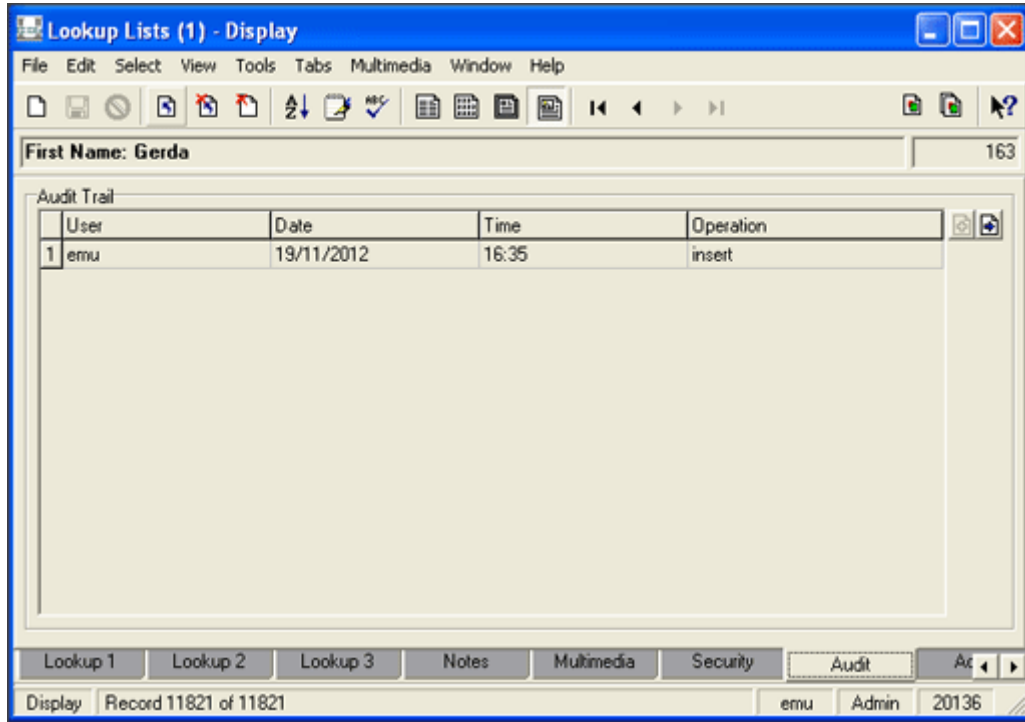 Lookup Lists (1) - Display
File Edit Select View Tools Tabs Multimedia Window Help
First Name: Gerda 163
Audit Trail
User Date Time Operation
1 emu 19/11/2012 16:35 insert
Lookup 1 Lookup 2 Lookup 3 Notes Multimedia Security Audit
Display Record 11821 of 11821 emu Admin 20136